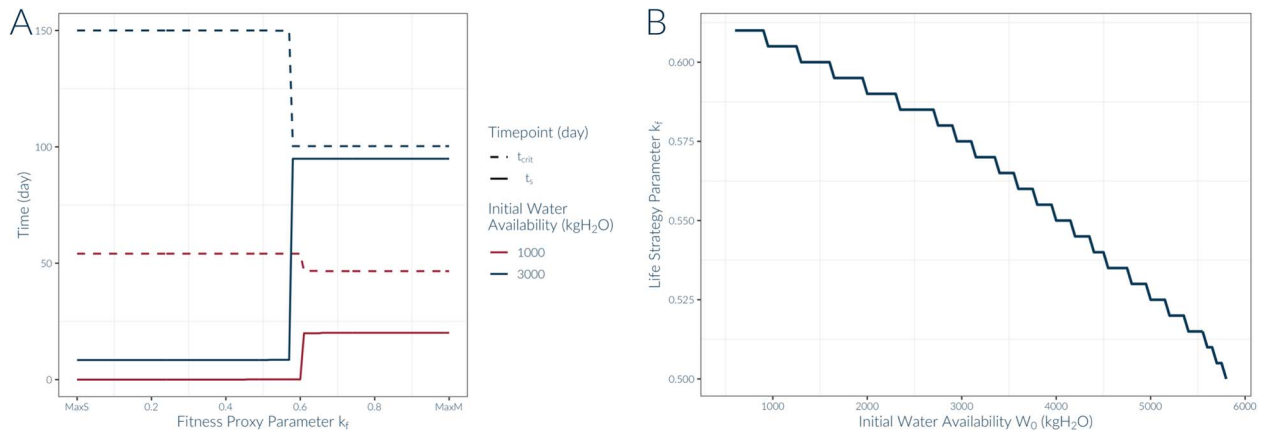 A
150
100
50
0
Time (day)
MaxS
0.2
0.4
0.6
0.8
MaxM
Fitness Proxy Parameter kf
Timepoint (day)
tcrit
ts
Initial Water
Availability (kgH2O)
1000
3000
B
0.600
0.575
0.550
0.525
0.500
Life Strategy Parameter kf
1000
2000
3000
4000
5000
6000
Initial Water Availability W0 (kgH2O)